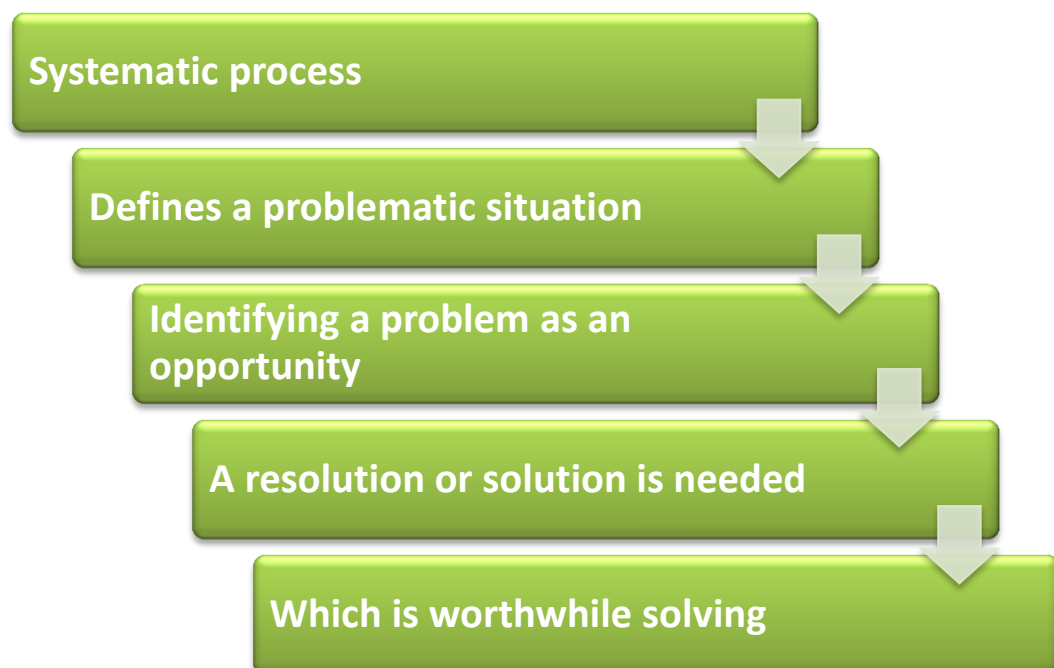 Systematic process
Defines a problematic situation
Identifying a problem as an
opportunity
A resolution or solution is needed
Which is worthwhile solving